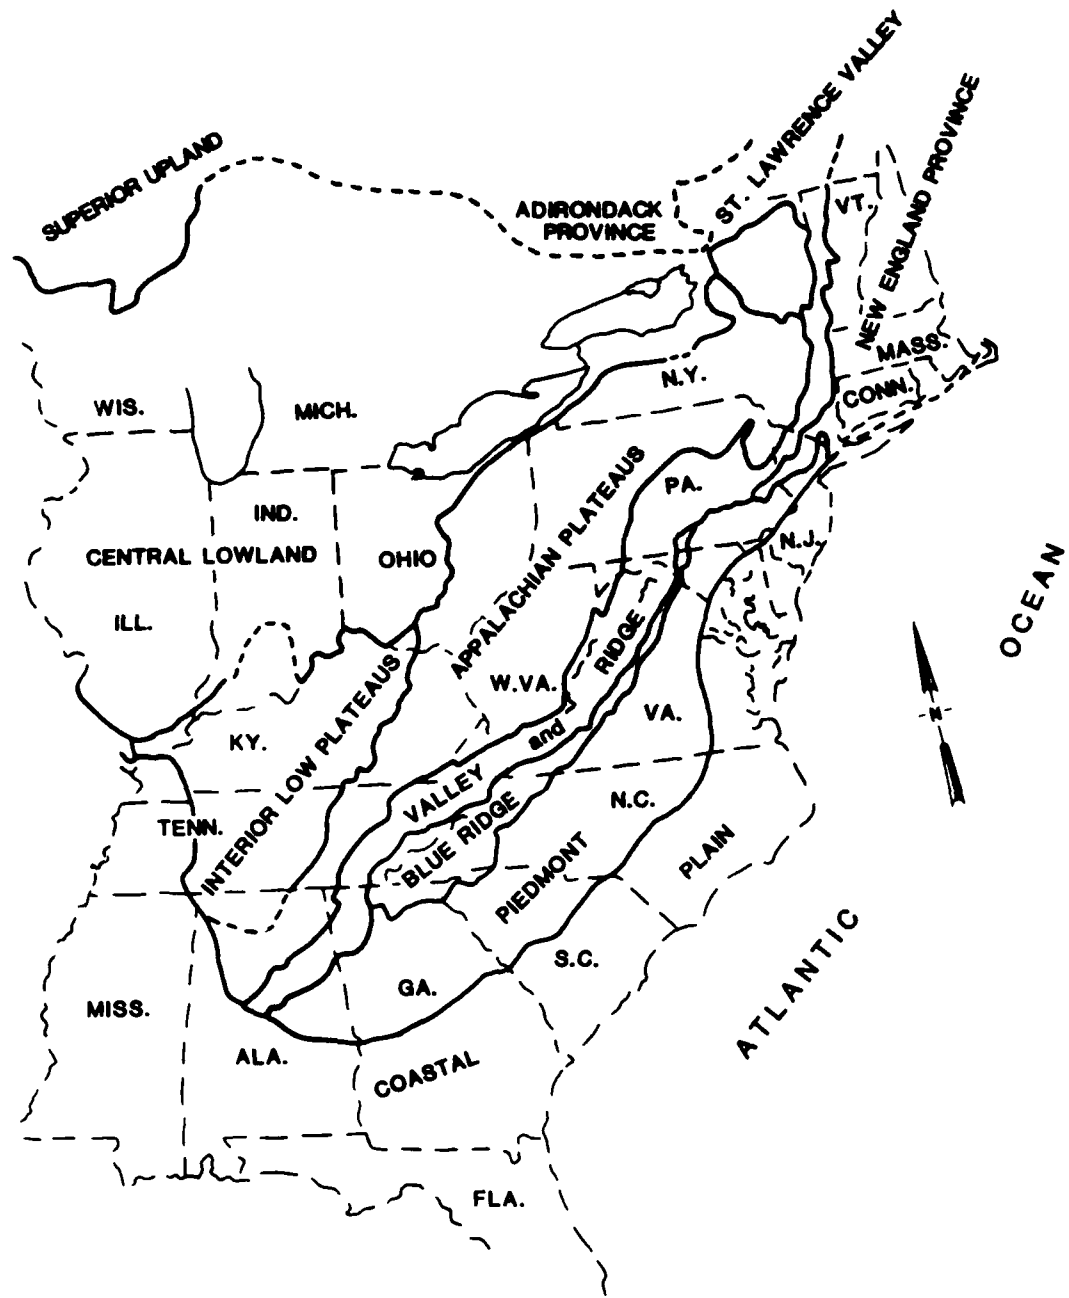 ST. LAWRENCE VALLEY
NEW ENGLAND PROVINCE
SUPERIOR UPLAND
ADIRONDACK
PROVINCE
VT.
MASS.
N.Y.
CONN.
WIS.
MICH.
PA.
IND.
N.J.
CENTRAL LOWLAND
OHIO
APPALACHIAN PLATEAUS
OCEAN
ILL.
RIDGE
W.VA.
VA.
N
and
KY.
INTERIOR LOW PLATEAUS
VALLEY
N.C.
TENN.
BLUE RIDGE
PLAIN
PIEDMONT
S.C.
ATLANTIC
GA.
MISS.
ALA.
COASTAL
FLA.